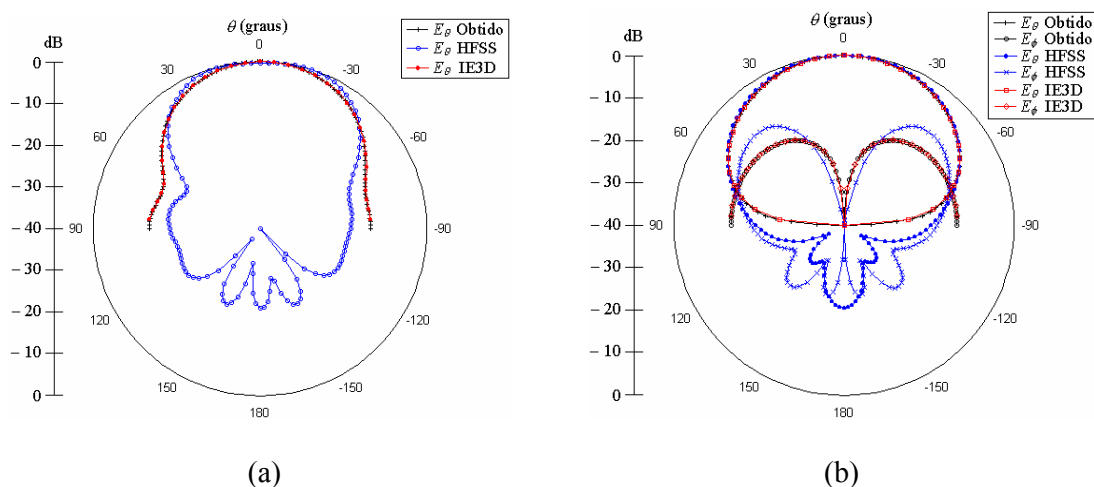 θ (graus)
dB
0
− 10
− 20
− 30
− 40
− 30
− 20
− 10
0
0
30
-30
60
-60
90
-90
120
-120
150
-150
180
Eθ Obtido
Eθ HFSS
Eθ IE3D
(a)
θ (graus)
dB
0
− 10
− 20
− 30
− 40
− 30
− 20
− 10
0
0
30
-30
60
-60
90
-90
120
-120
150
-150
180
Eθ Obtido
Eϕ Obtido
Eθ HFSS
Eϕ HFSS
Eθ IE3D
Eϕ IE3D
(b)